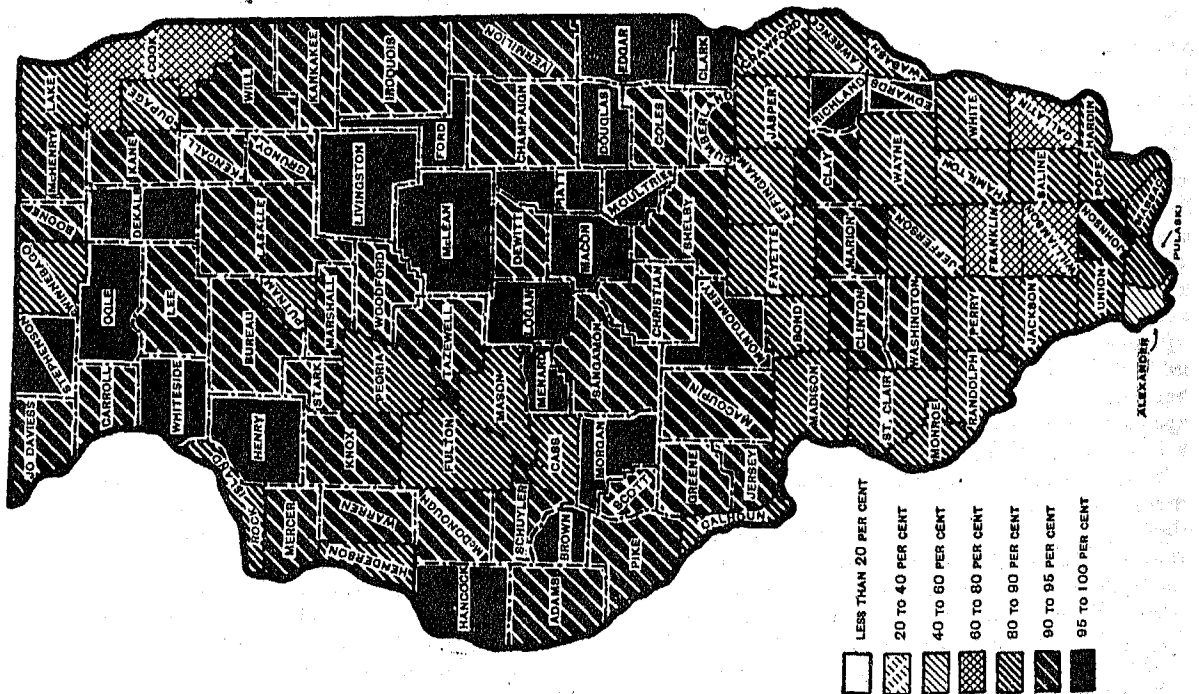 JO DAVIESS
STEPHENSON
WINNEBAGO
BOONE
McHENRY
LAKE
CARROLL
OGLE
DEKALB
KANE
COOK
DUPAGE
WHITESIDE
LEE
KENDALL
WILL
ROCK ISLAND
HENRY
BUREAU
LASALLE
GRUNDY
MERCER
PUTNAM
KANKAKEE
STARK
MARSHALL
LIVINGSTON
HENDERSON
WARREN
KNOX
PEORIA
WOODFORD
IROQUOIS
FORD
HANCOCK
McDONOUGH
FULTON
TAZEWELL
McLEAN
MASON
LOGAN
DEWITT
CHAMPAIGN
VERMILION
ADAMS
SCHUYLER
BROWN
CASS
MENARD
SANGAMON
MACON
PIATT
DOUGLAS
EDGAR
PIKE
SCOTT
MORGAN
CHRISTIAN
MOULTRIE
COLES
CLARK
SHELBY
CUMBERLAND
CALHOUN
GREENE
JERSEY
MACOUPIN
MONTGOMERY
FAYETTE
EFFINGHAM
JASPER
CRAWFORD
MADISON
BOND
CLAY
RICHLAND
LAWRENCE
CLINTON
MARION
WAYNE
EDWARDS
WABASH
ST. CLAIR
WASHINGTON
JEFFERSON
MONROE
RANDOLPH
PERRY
HAMILTON
WHITE
FRANKLIN
JACKSON
WILLIAMSON
SALINE
GALLATIN
UNION
JOHNSON
POPE
HARDIN
ALEXANDER
PULASKI
MASSAC
LESS THAN 20 PER CENT
20 TO 40 PER CENT
40 TO 60 PER CENT
60 TO 80 PER CENT
80 TO 90 PER CENT
90 TO 95 PER CENT
95 TO 100 PER CENT